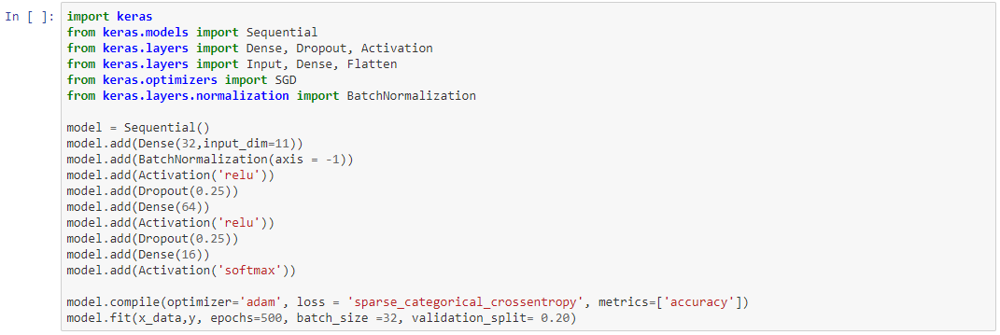 In [ ]: import keras
from keras.models import Sequential
from keras.layers import Dense, Dropout, Activation
from keras.layers import Input, Dense, Flatten
from keras.optimizers import SGD
from keras.layers.normalization import BatchNormalization

model = Sequential()
model.add(Dense(32,input_dim=11))
model.add(BatchNormalization(axis = -1))
model.add(Activation('relu'))
model.add(Dropout(0.25))
model.add(Dense(64))
model.add(Activation('relu'))
model.add(Dropout(0.25))
model.add(Dense(16))
model.add(Activation('softmax'))

model.compile(optimizer='adam', loss = 'sparse_categorical_crossentropy', metrics=['accuracy'])
model.fit(x_data,y, epochs=500, batch_size =32, validation_split= 0.20)